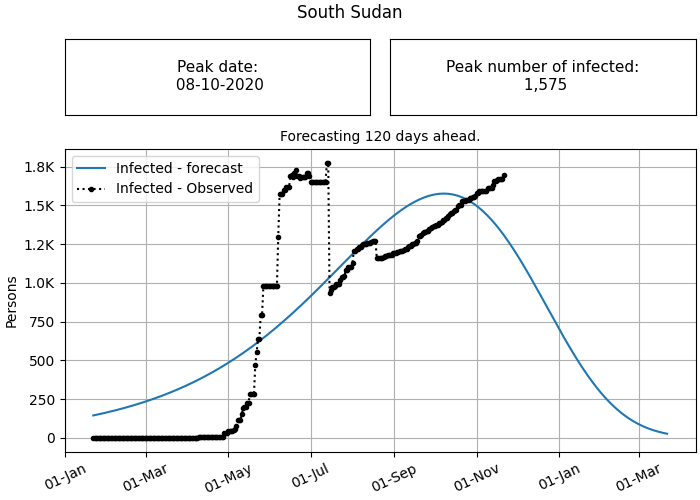 South Sudan
Peak date:
08-10-2020
Peak number of infected:
1,575
Forecasting 120 days ahead.
Infected - forecast
Infected - Observed
Persons
1.8K
1.5K
1.2K
1.0K
750
500
250
0
01-Jan
01-Mar
01-May
01-Jul
01-Sep
01-Nov
01-Jan
01-Mar